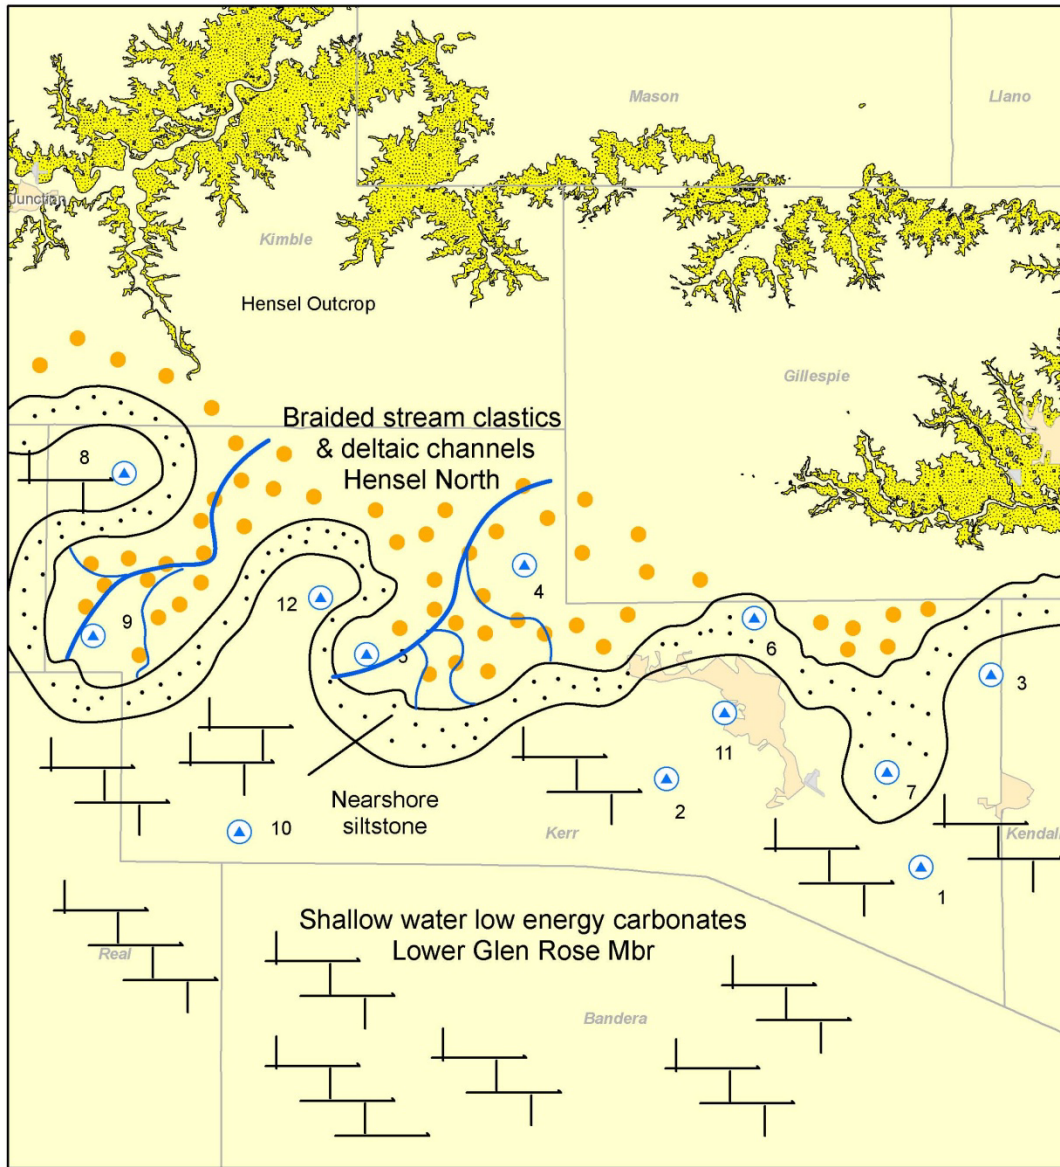 Mason
Llano
Junction
Kimble
Hensel Outcrop
Gillespie
Braided stream clastics
& deltaic channels
Hensel North
8
4
12
9
5
6
3
11
7
2
Nearshore
siltstone
10
Kerr
Kendall
1
Shallow water low energy carbonates
Lower Glen Rose Mbr
Real
Bandera